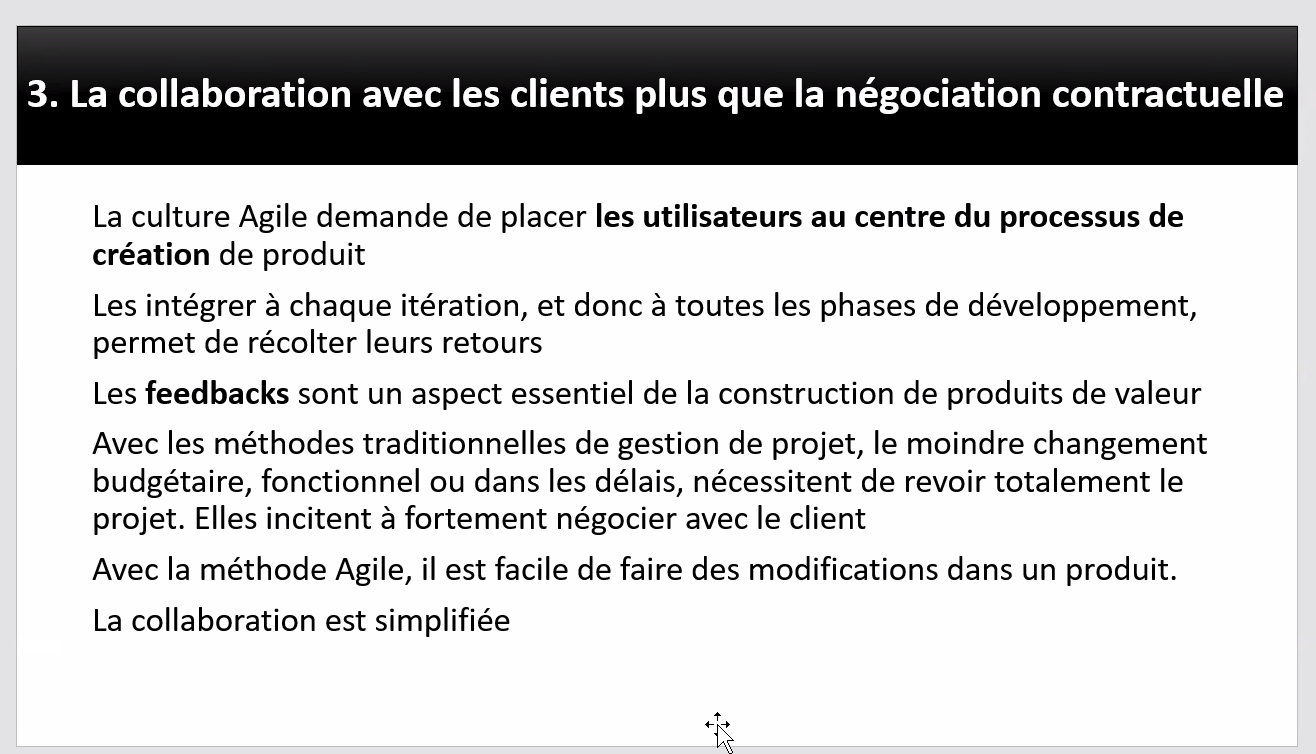 3. La collaboration avec les clients plus que la négociation contractuelle
La culture Agile demande de placer les utilisateurs au centre du processus de
création de produit
Les intégrer à chaque itération, et donc à toutes les phases de développement,
permet de récolter leurs retours
Les feedbacks sont un aspect essentiel de la construction de produits de valeur
Avec les méthodes traditionnelles de gestion de projet, le moindre changement
budgétaire, fonctionnel ou dans les délais, nécessitent de revoir totalement le
projet. Elles incitent à fortement négocier avec le client
Avec la méthode Agile, il est facile de faire des modifications dans un produit.
La collaboration est simplifiée